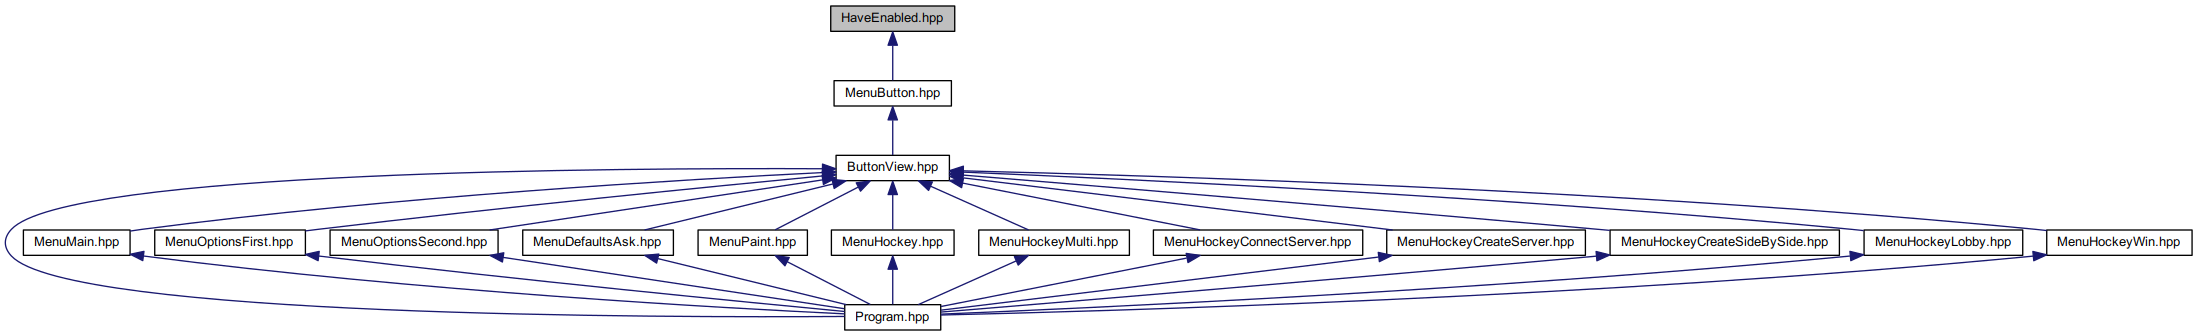 HaveEnabled.hpp
MenuButton.hpp
ButtonView.hpp
MenuMain.hpp
MenuOptionsFirst.hpp
MenuOptionsSecond.hpp
MenuDefaultsAsk.hpp
MenuPaint.hpp
MenuHockey.hpp
MenuHockeyMulti.hpp
MenuHockeyConnectServer.hpp
MenuHockeyCreateServer.hpp
MenuHockeyCreateSideBySide.hpp
MenuHockeyLobby.hpp
MenuHockeyWin.hpp
Program.hpp